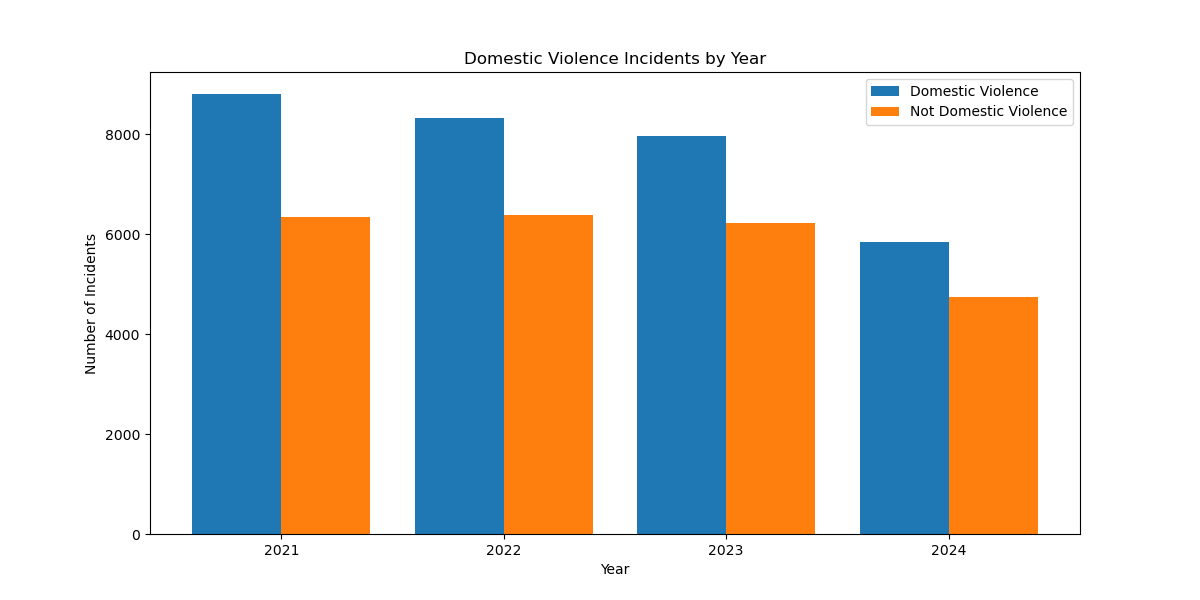 Domestic Violence Incidents by Year
Domestic Violence
Not Domestic Violence
Number of Incidents
8000
6000
4000
2000
0
2021 2022 2023 2024
Year